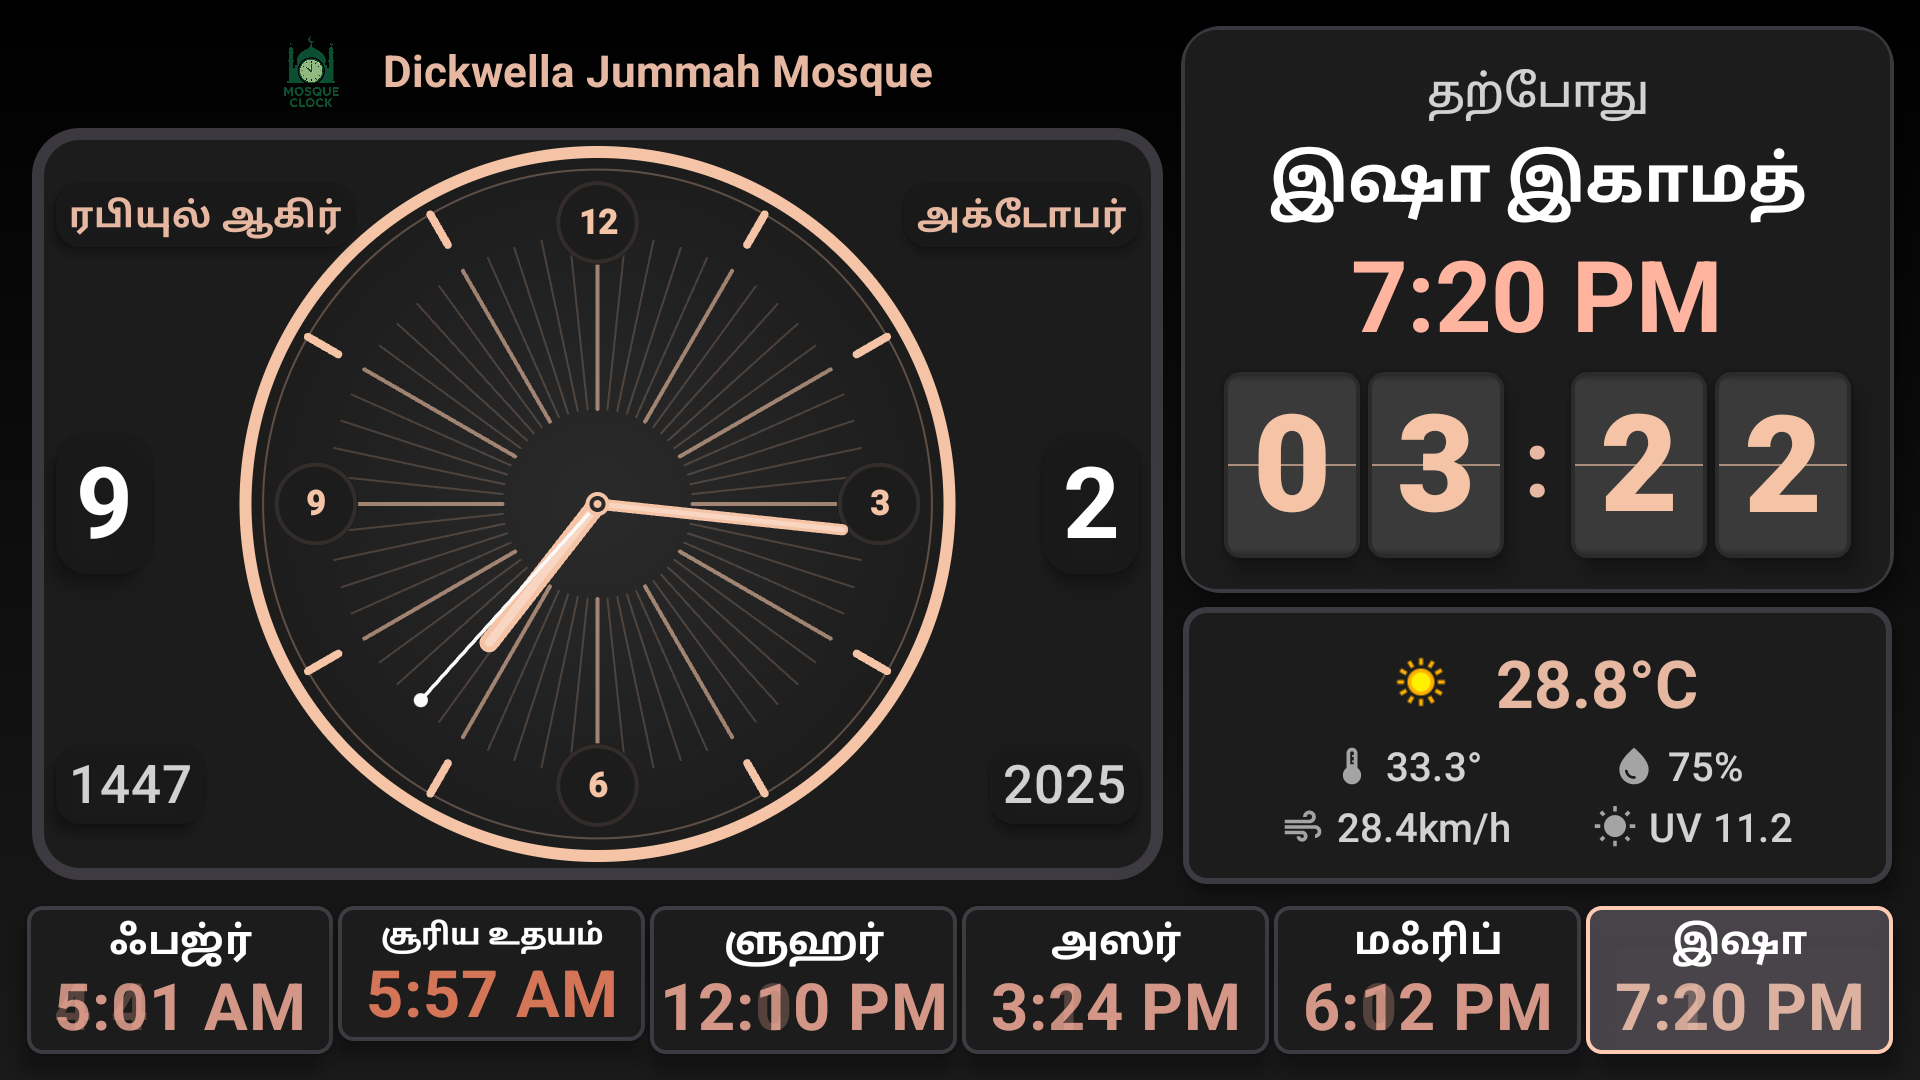 MOSQUE
CLOCK
Dickwella Jummah Mosque
ரபியுல் ஆகிர்
அக்டோபர்
12
9
3
6
9
2
1447
2025
தற்போது
இஷா இகாமத்
7:20 PM
03:22
28.8°C
33.3°
75%
28.4km/h
UV 11.2
ஃபஜ்ர்
5:01 AM
சூரிய உதயம்
5:57 AM
ளுஹர்
12:10 PM
அஸர்
3:24 PM
மஃரிப்
6:12 PM
இஷா
7:20 PM